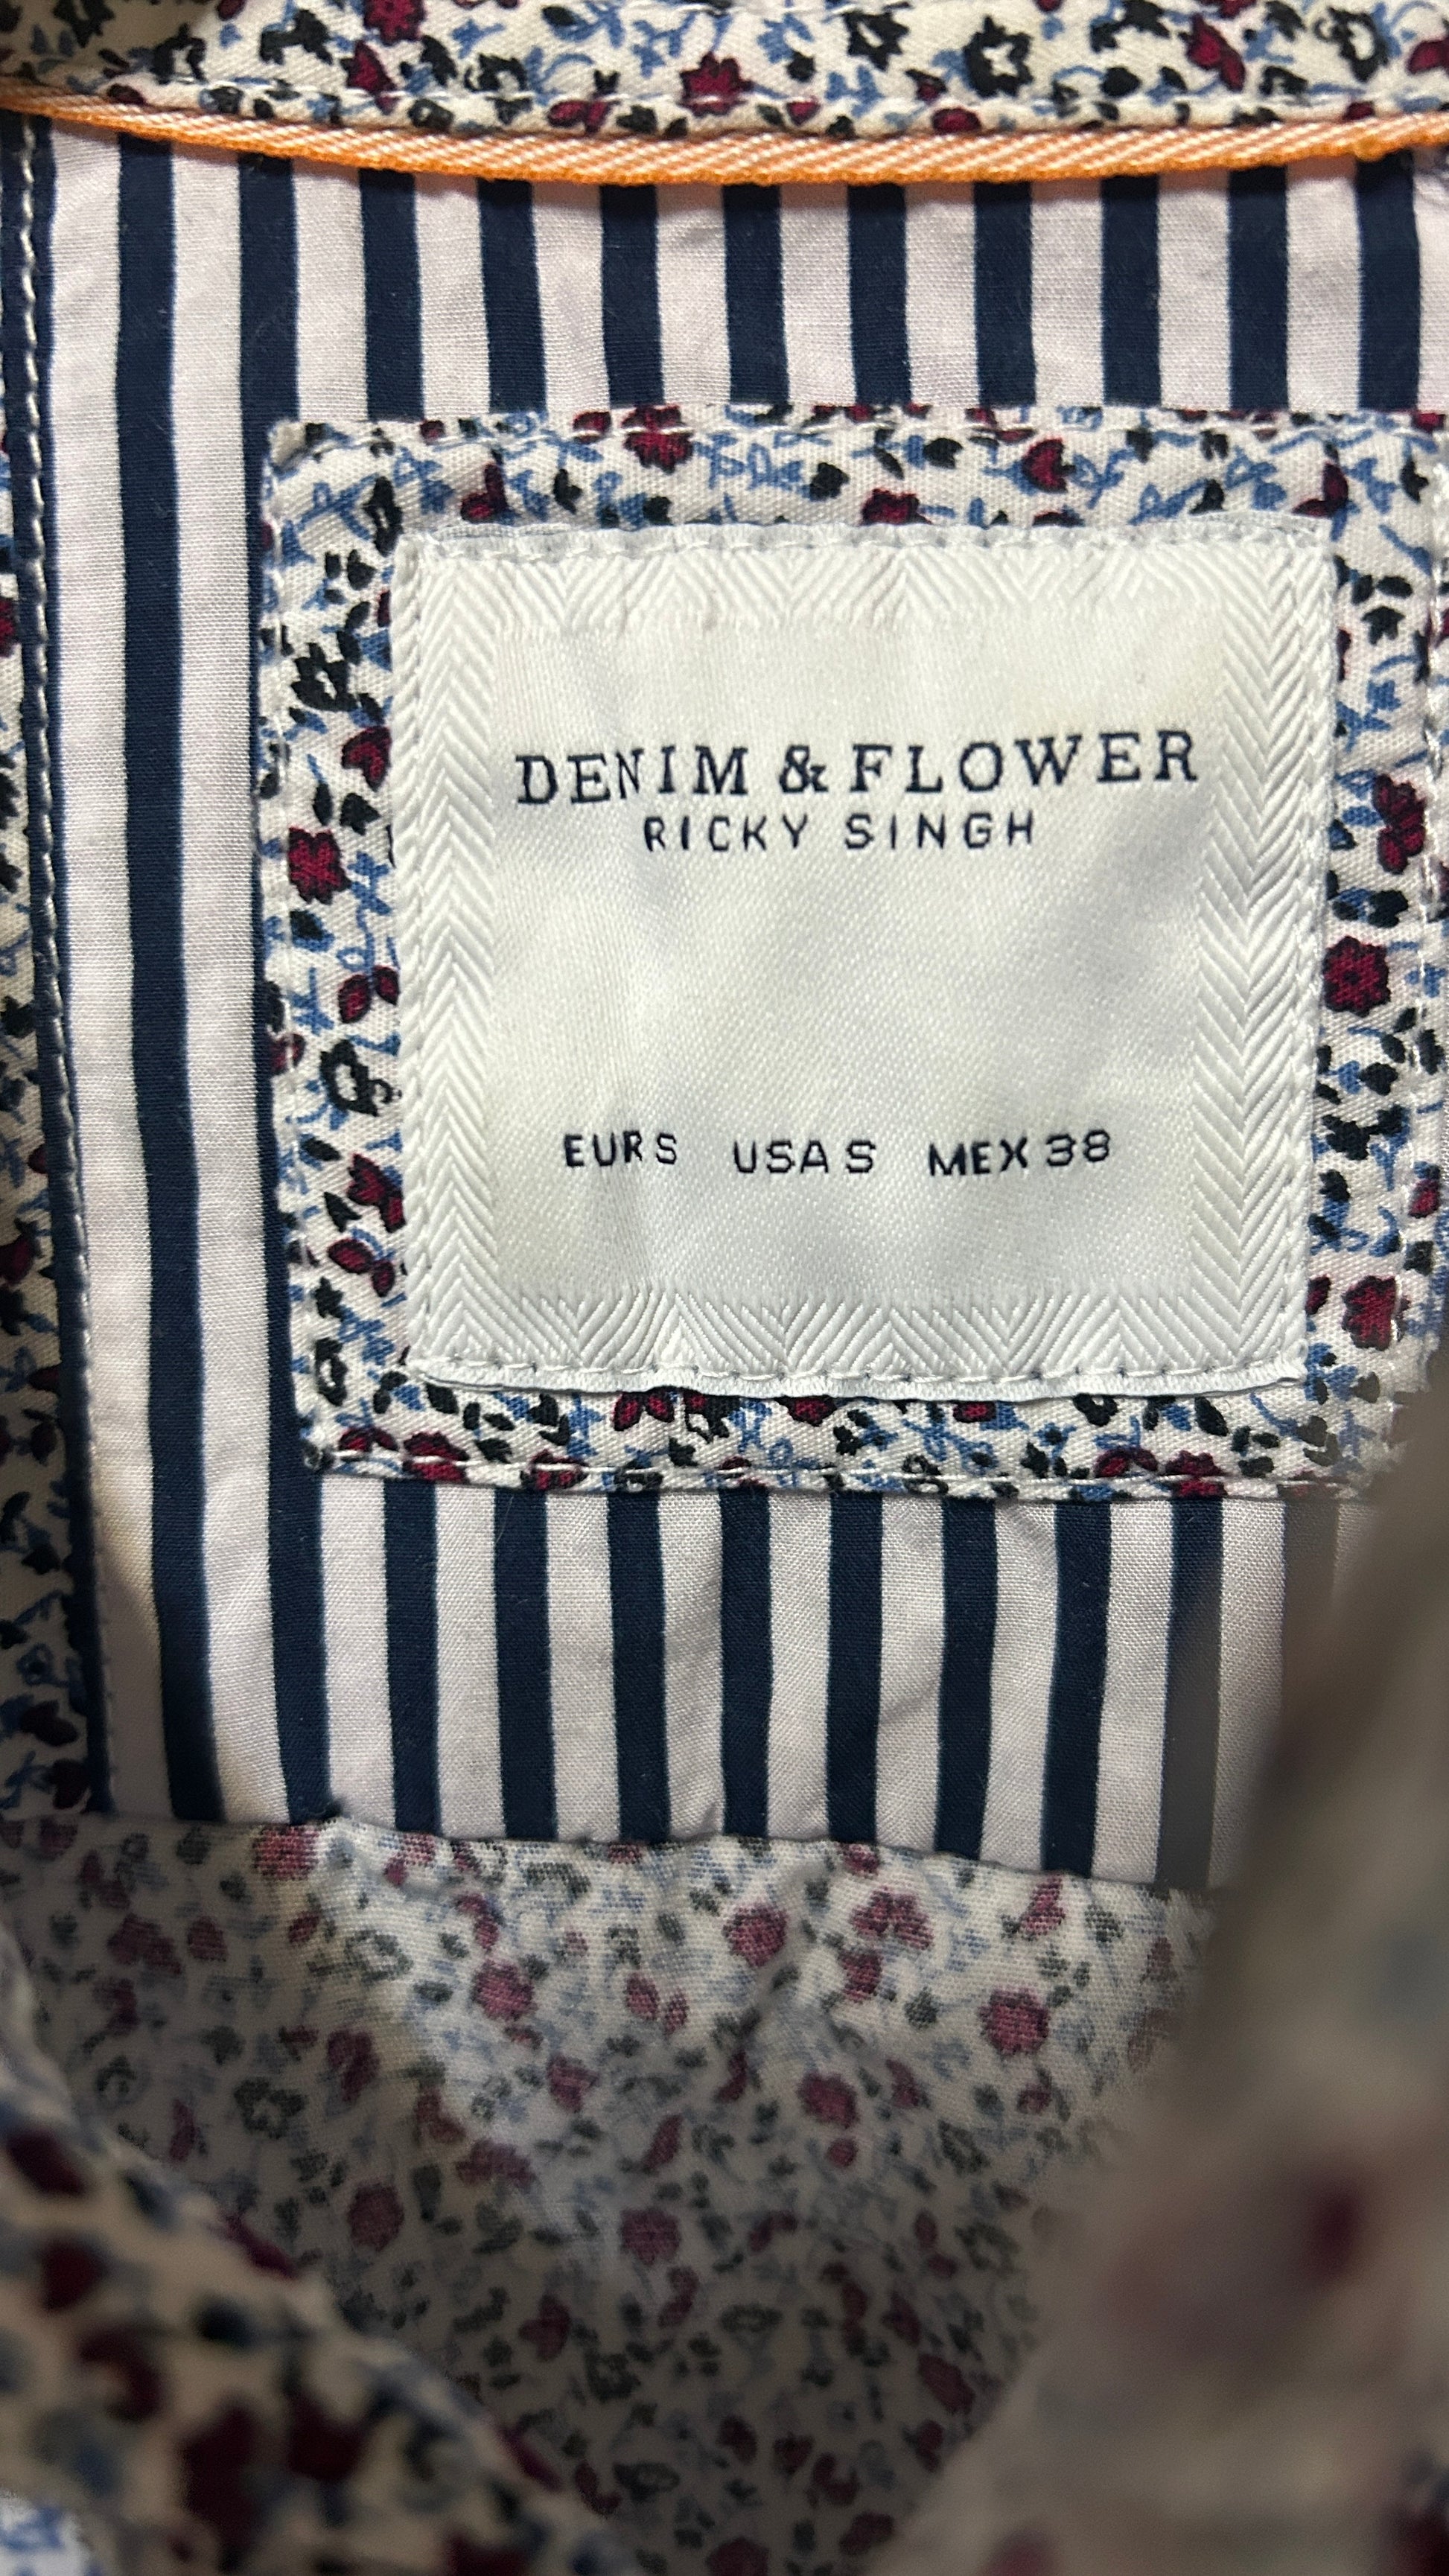 DENIM & FLOWER
RICKY SINGH
EUR S USA S MEX 38